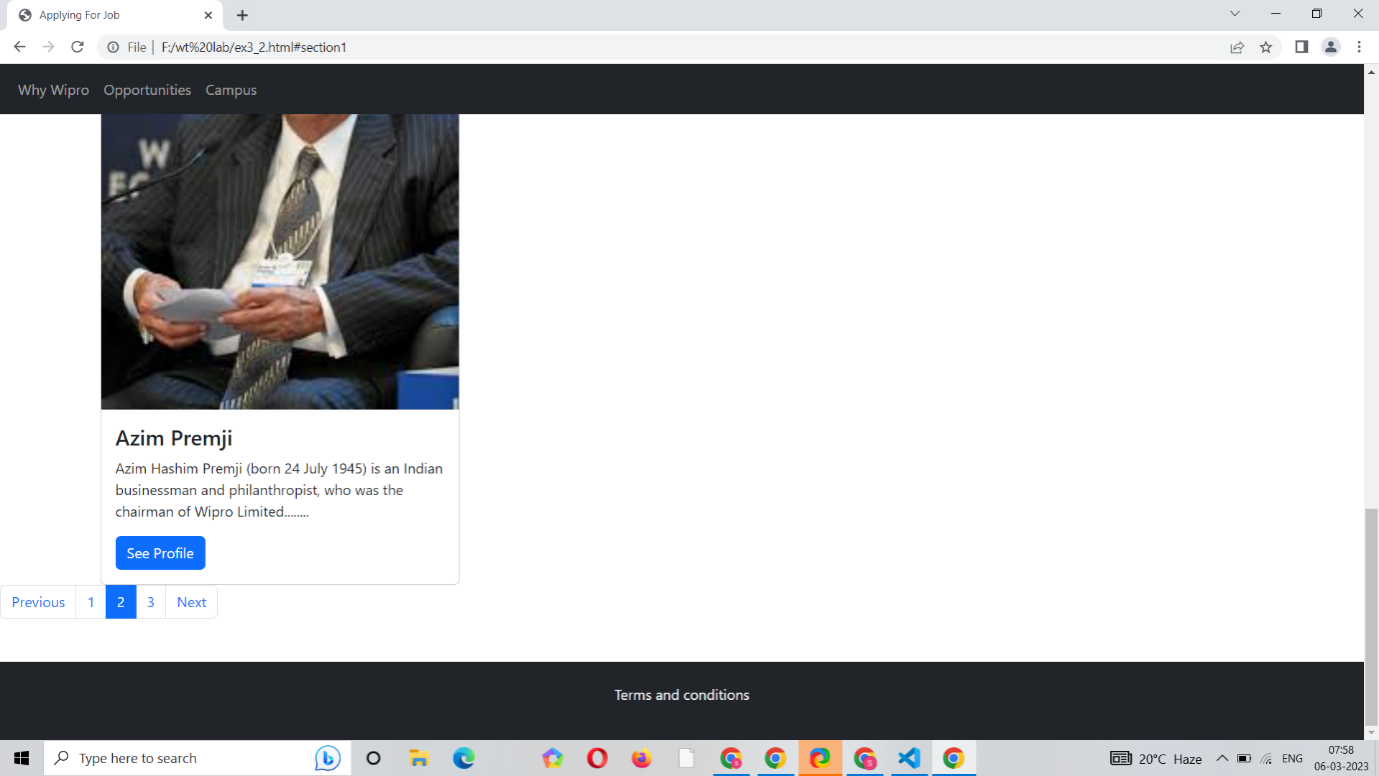 Applying For Job
File | F:/wt%20lab/ex3_2.html#section1
Why Wipro Opportunities Campus
W
EC
Azim Premji
Azim Hashim Premji (born 24 July 1945) is an Indian
businessman and philanthropist, who was the
chairman of Wipro Limited........
See Profile
Previous 1 2 3 Next
Terms and conditions
Type here to search
20°C Haze ENG 07:58
06-03-2023